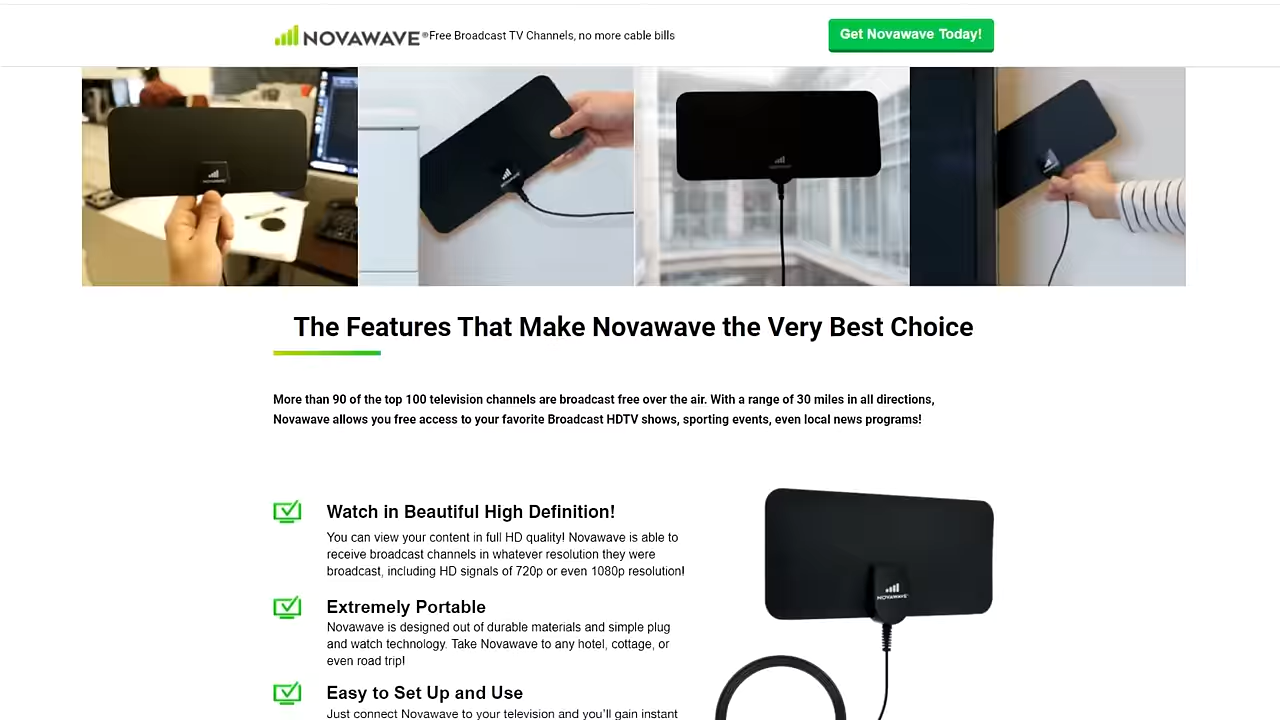 NOVAWAVE®Free Broadcast TV Channels, no more cable bills
Get Novawave Today!
NOVAWAVE
NOVAWAVE
The Features That Make Novawave the Very Best Choice
More than 90 of the top 100 television channels are broadcast free over the air. With a range of 30 miles in all directions,
Novawave allows you free access to your favorite Broadcast HDTV shows, sporting events, even local news programs!
Watch in Beautiful High Definition!
You can view your content in full HD quality! Novawave is able to
receive broadcast channels in whatever resolution they were
broadcast, including HD signals of 720p or even 1080p resolution!
Extremely Portable
Novawave is designed out of durable materials and simple plug
and watch technology. Take Novawave to any hotel, cottage, or
even road trip!
NOVAWAVE
Easy to Set Up and Use
Just connect Novawave to your television and you'll gain instant